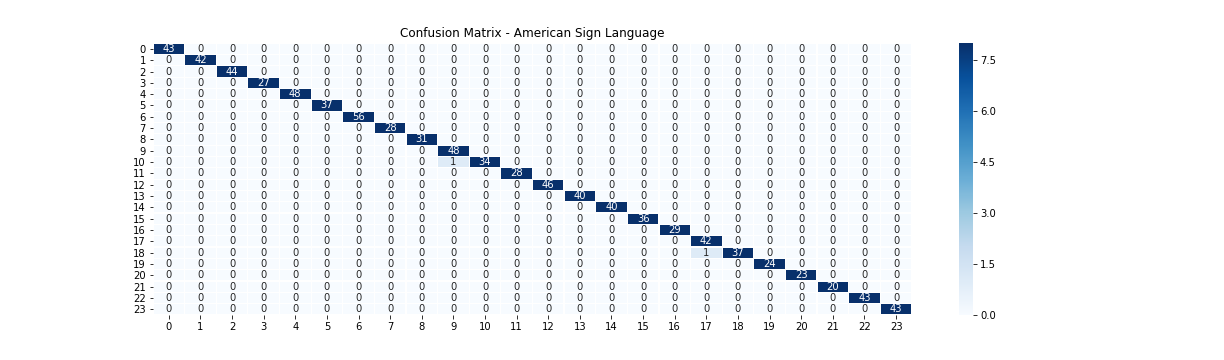 Confusion Matrix - American Sign Language
0 43 0 0 0 0 0 0 0 0 0 0 0 0 0 0 0 0 0 0 0 0 0 0 0
1 0 42 0 0 0 0 0 0 0 0 0 0 0 0 0 0 0 0 0 0 0 0 0 0
2 0 0 44 0 0 0 0 0 0 0 0 0 0 0 0 0 0 0 0 0 0 0 0 0
3 0 0 0 27 0 0 0 0 0 0 0 0 0 0 0 0 0 0 0 0 0 0 0 0
4 0 0 0 0 48 0 0 0 0 0 0 0 0 0 0 0 0 0 0 0 0 0 0 0
5 0 0 0 0 0 37 0 0 0 0 0 0 0 0 0 0 0 0 0 0 0 0 0 0
6 0 0 0 0 0 0 56 0 0 0 0 0 0 0 0 0 0 0 0 0 0 0 0 0
7 0 0 0 0 0 0 0 28 0 0 0 0 0 0 0 0 0 0 0 0 0 0 0 0
8 0 0 0 0 0 0 0 0 31 0 0 0 0 0 0 0 0 0 0 0 0 0 0 0
9 0 0 0 0 0 0 0 0 0 48 0 0 0 0 0 0 0 0 0 0 0 0 0 0
10 0 0 0 0 0 0 0 0 0 1 34 0 0 0 0 0 0 0 0 0 0 0 0 0
11 0 0 0 0 0 0 0 0 0 0 0 28 0 0 0 0 0 0 0 0 0 0 0 0
12 0 0 0 0 0 0 0 0 0 0 0 0 46 0 0 0 0 0 0 0 0 0 0 0
13 0 0 0 0 0 0 0 0 0 0 0 0 0 40 0 0 0 0 0 0 0 0 0 0
14 0 0 0 0 0 0 0 0 0 0 0 0 0 0 40 0 0 0 0 0 0 0 0 0
15 0 0 0 0 0 0 0 0 0 0 0 0 0 0 0 36 0 0 0 0 0 0 0 0
16 0 0 0 0 0 0 0 0 0 0 0 0 0 0 0 0 29 0 0 0 0 0 0 0
17 0 0 0 0 0 0 0 0 0 0 0 0 0 0 0 0 0 42 0 0 0 0 0 0
18 0 0 0 0 0 0 0 0 0 0 0 0 0 0 0 0 0 1 37 0 0 0 0 0
19 0 0 0 0 0 0 0 0 0 0 0 0 0 0 0 0 0 0 0 24 0 0 0 0
20 0 0 0 0 0 0 0 0 0 0 0 0 0 0 0 0 0 0 0 0 23 0 0 0
21 0 0 0 0 0 0 0 0 0 0 0 0 0 0 0 0 0 0 0 0 0 20 0 0
22 0 0 0 0 0 0 0 0 0 0 0 0 0 0 0 0 0 0 0 0 0 0 43 0
23 0 0 0 0 0 0 0 0 0 0 0 0 0 0 0 0 0 0 0 0 0 0 0 43
0 1 2 3 4 5 6 7 8 9 10 11 12 13 14 15 16 17 18 19 20 21 22 23
7.5
6.0
4.5
3.0
1.5
0.0